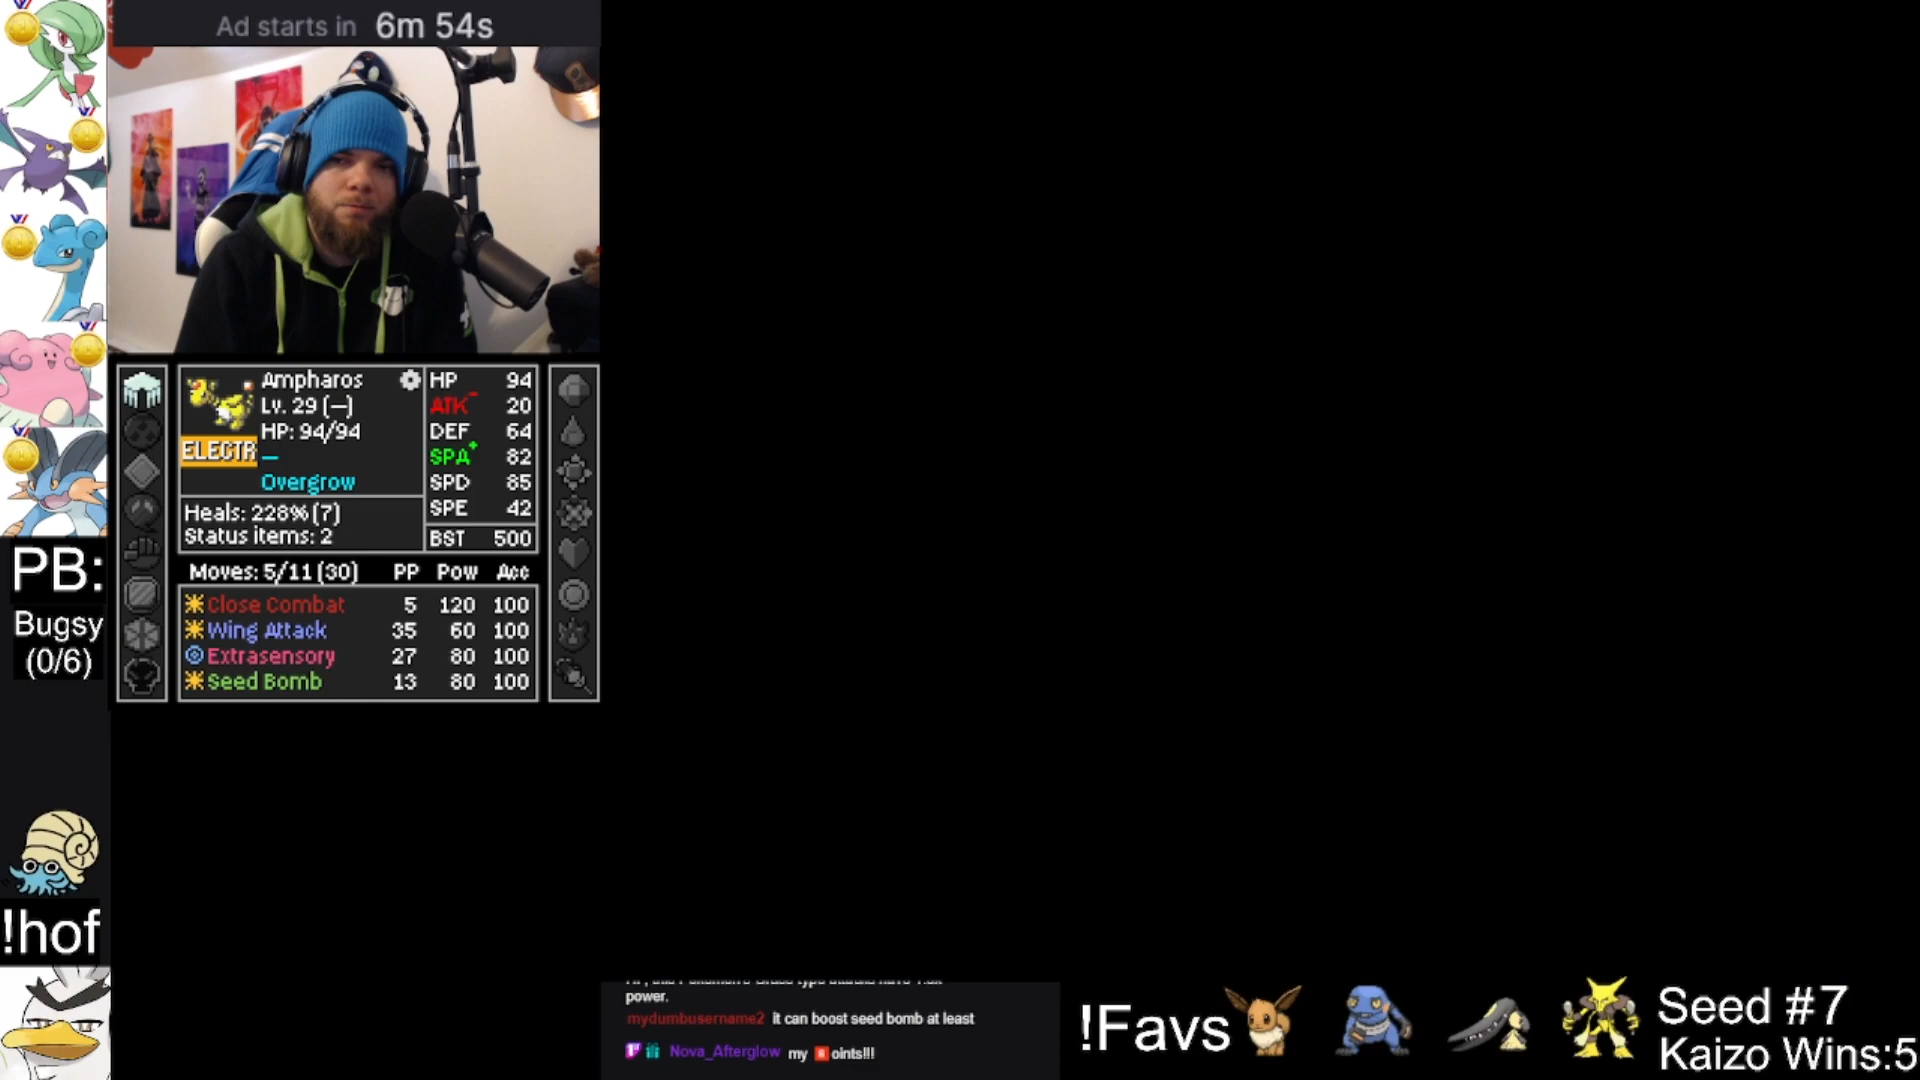 Ad starts in 6m 54s
Ampharos
Lv. 29 (—)
HP: 94/94
ELECTR
—
Overgrow
Heals: 228% (7)
Status items: 2
HP 94
ATK- 20
DEF 64
SPA+ 82
SPD 85
SPE 42
BST 500
Moves: 5/11 (30) PP Pow Acc
Close Combat 5 120 100
Wing Attack 35 60 100
Extrasensory 27 80 100
Seed Bomb 13 80 100
PB:
Bugsy
(0/6)
!hof
power.
mydumbusername2 it can boost seed bomb at least
Nova_Afterglow my oints!!!
!Favs
Seed #7
Kaizo Wins:5